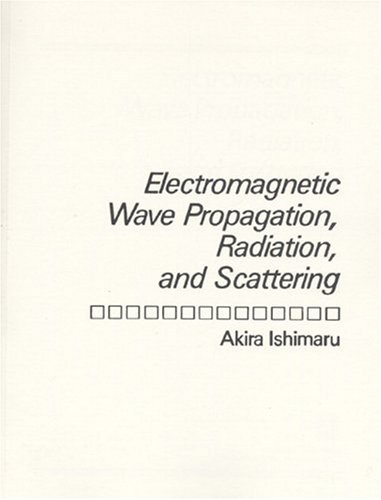 Electromagnetic
Wave Propagation,
Radiation,
and Scattering
Akira Ishimaru